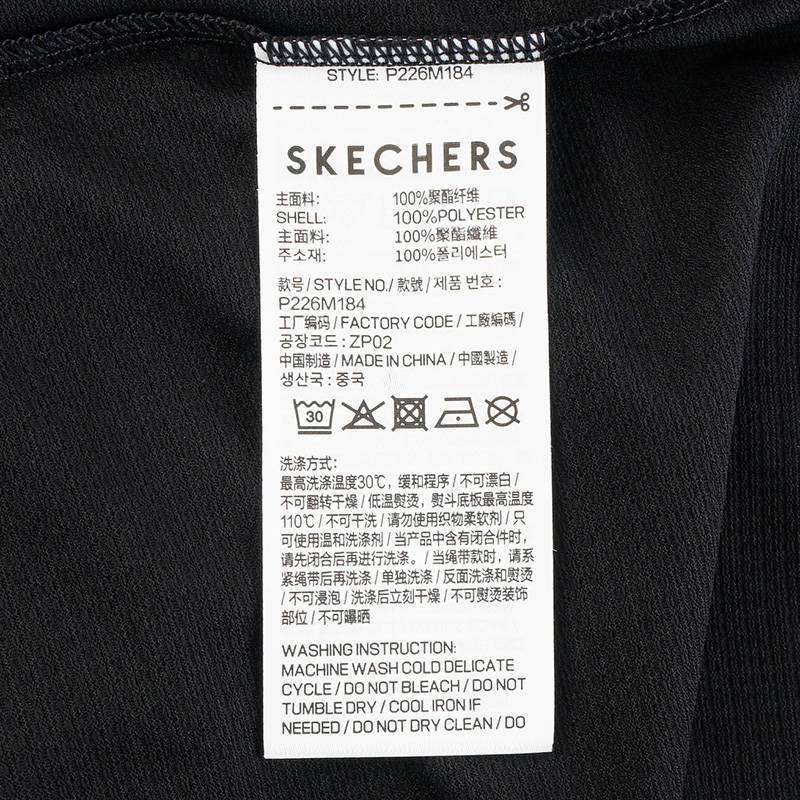 STYLE: P226M184
SKECHERS
主面料: 100%聚酯纤维
SHELL: 100%POLYESTER
主面料: 100%聚酯纖維
주소재: 100%폴리에스터
款号/STYLE NO./款號/제품 번호:
P226M184
工厂编码/FACTORY CODE/工廠編碼/
공장코드:ZP02
中国制造/MADE IN CHINA/中國製造/
생산국:중국
30
洗涤方式:
最高洗涤温度30℃，缓和程序/不可漂白/
不可翻转干燥/低温熨烫，熨斗底板最高温度
110℃/不可干洗/请勿使用织物柔软剂/只
可使用温和洗涤剂/当产品中含有闭合件时，
请先闭合后再进行洗涤。/当绳带款时，请系
紧绳带后再洗涤/单独洗涤/反面洗涤和熨烫
/不可浸泡/洗涤后立刻干燥/不可熨烫装饰
部位/不可曝晒
WASHING INSTRUCTION:
MACHINE WASH COLD DELICATE
CYCLE/DO NOT BLEACH/DO NOT
TUMBLE DRY/COOL IRON IF
NEEDED/DO NOT DRY CLEAN/DO